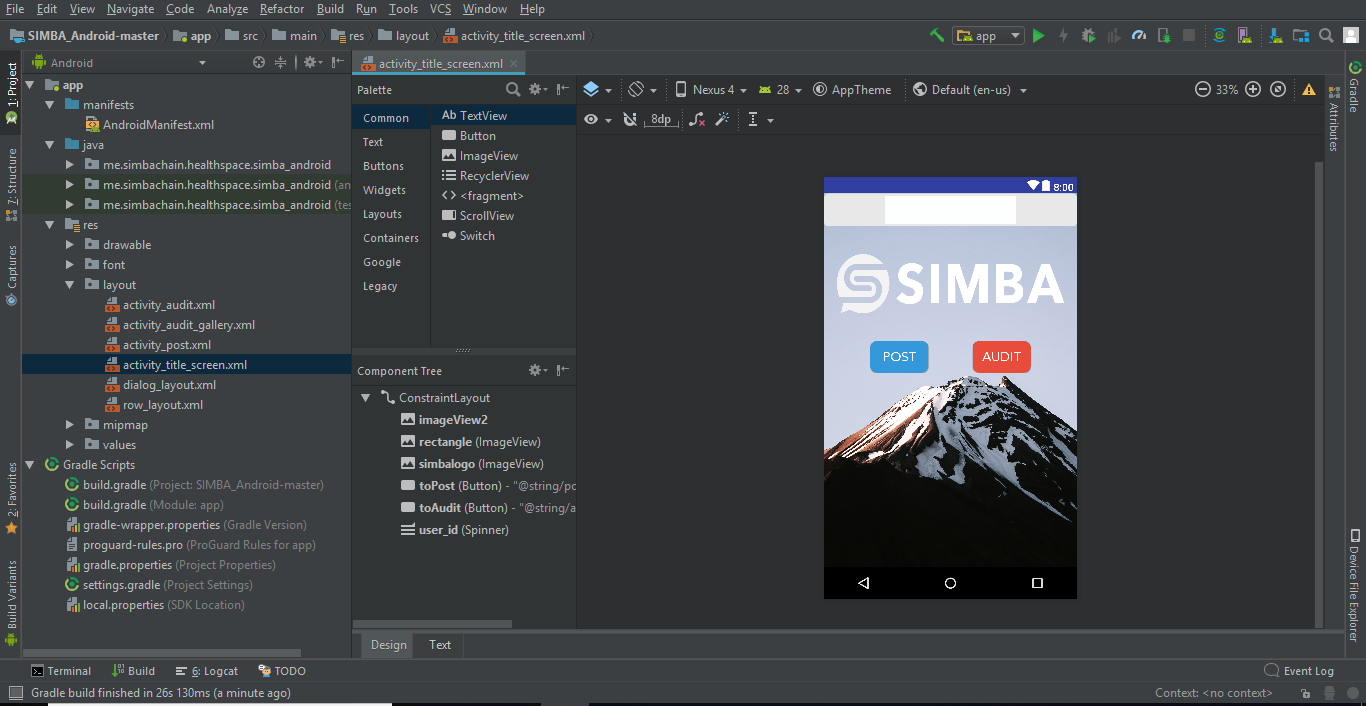 File Edit View Navigate Code Analyze Refactor Build Run Tools VCS Window Help
SIMBA_Android-master app src main res layout activity_title_screen.xml app
1: Project
Z: Structure
Captures
2: Favorites
Build Variants
Android
app
manifests
AndroidManifest.xml
java
me.simbachain.healthspace.simba_android
me.simbachain.healthspace.simba_android (an
me.simbachain.healthspace.simba_android (tes
res
drawable
font
layout
activity_audit.xml
activity_audit_gallery.xml
activity_post.xml
activity_title_screen.xml
dialog_layout.xml
row_layout.xml
mipmap
values
Gradle Scripts
build.gradle (Project: SIMBA_Android-master)
build.gradle (Module: app)
gradle-wrapper.properties (Gradle Version)
proguard-rules.pro (ProGuard Rules for app)
gradle.properties (Project Properties)
settings.gradle (Project Settings)
local.properties (SDK Location)
activity_title_screen.xml
Palette
Common
Text
Buttons
Widgets
Layouts
Containers
Google
Legacy
Ab TextView
Button
ImageView
RecyclerView
<fragment>
ScrollView
Switch
Component Tree
ConstraintLayout
imageView2
rectangle (ImageView)
simbalogo (ImageView)
toPost (Button) - "@string/po
toAudit (Button) - "@string/a
user_id (Spinner)
Nexus 4 28 AppTheme Default (en-us) 33%
8dp
8:00
SIMBA
POST AUDIT
Design Text
Gradle
Attributes
Device File Explorer
Terminal Build 6: Logcat TODO Event Log
Gradle build finished in 26s 130ms (a minute ago) Context: <no context>